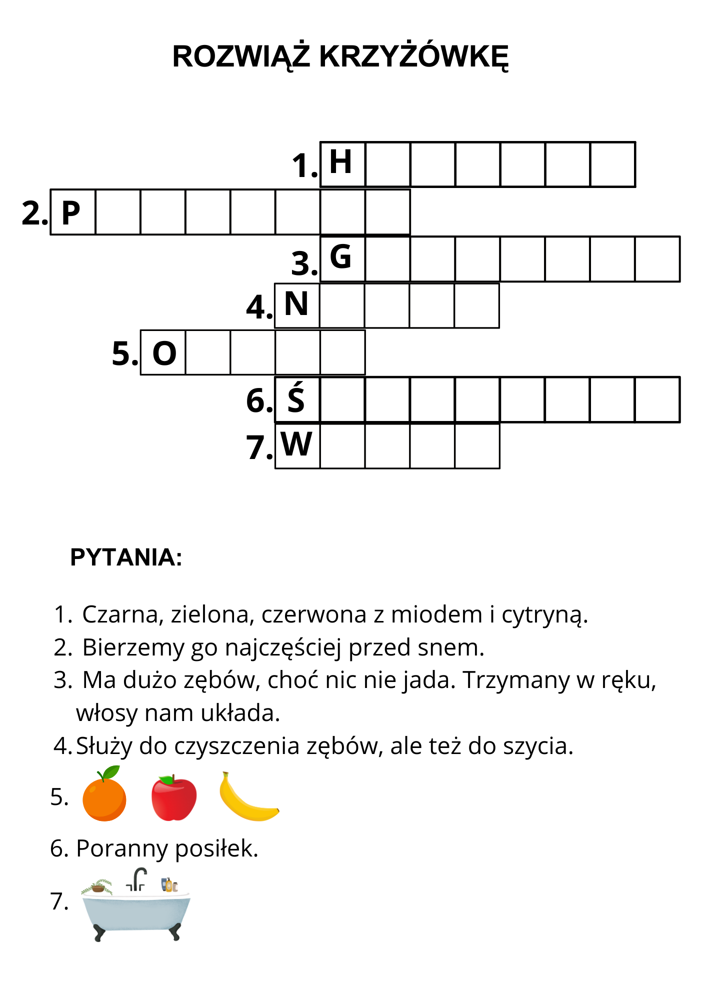 ROZWIĄŻ KRZYŻÓWKĘ
1. H
2. P
3. G
4. N
5. O
6. Ś
7. W
PYTANIA:
1. Czarna, zielona, czerwona z miodem i cytryną.
2. Bierzemy go najczęściej przed snem.
3. Ma dużo zębów, choć nic nie jada. Trzymany w ręku,
włosy nam układa.
4. Służy do czyszczenia zębów, ale też do szycia.
5.
6. Poranny posiłek.
7.